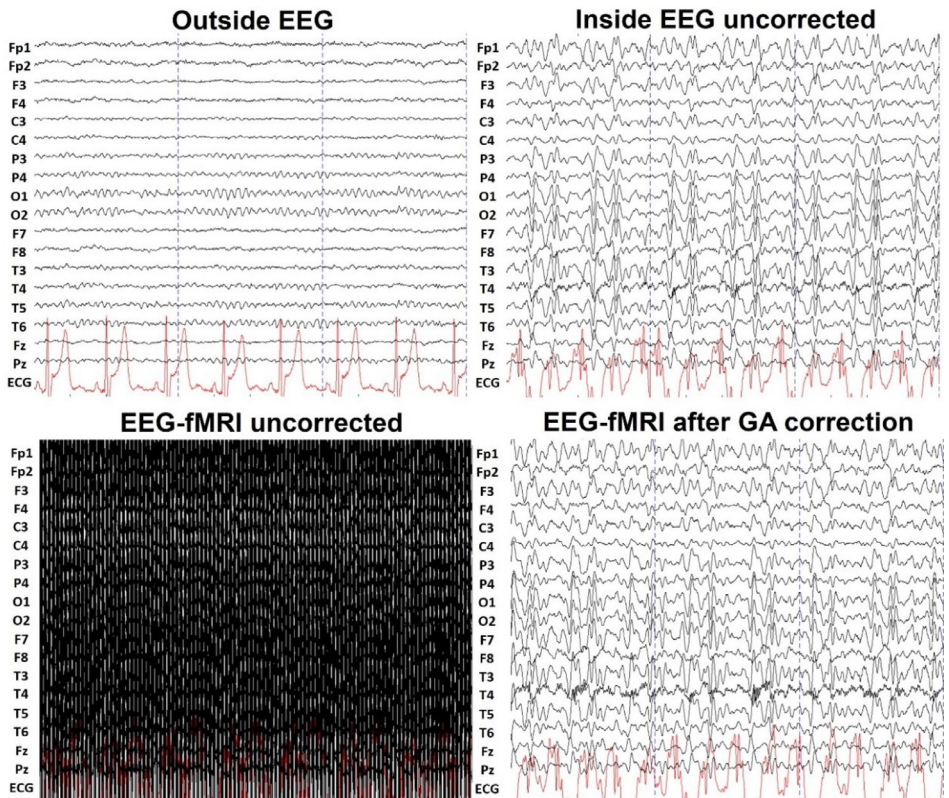 Outside EEG
Fp1
Fp2
F3
F4
C3
C4
P3
P4
O1
O2
F7
F8
T3
T4
T5
T6
Fz
Pz
ECG
Inside EEG uncorrected
Fp1
Fp2
F3
F4
C3
C4
P3
P4
O1
O2
F7
F8
T3
T4
T5
T6
Fz
Pz
ECG
EEG-fMRI uncorrected
Fp1
Fp2
F3
F4
C3
C4
P3
P4
O1
O2
F7
F8
T3
T4
T5
T6
Fz
Pz
ECG
EEG-fMRI after GA correction
Fp1
Fp2
F3
F4
C3
C4
P3
P4
O1
O2
F7
F8
T3
T4
T5
T6
Fz
Pz
ECG